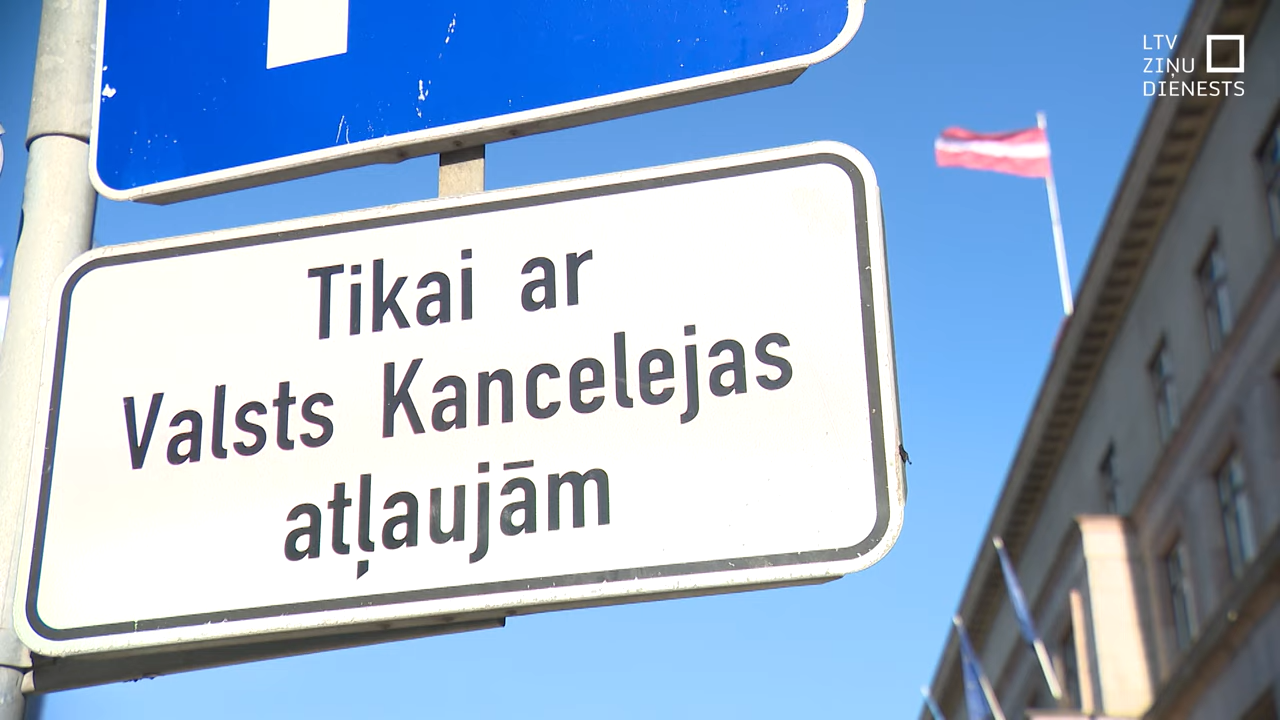 LTV
ZIŅU
DIENESTS
Tikai ar
Valsts Kancelejas
atļaujām